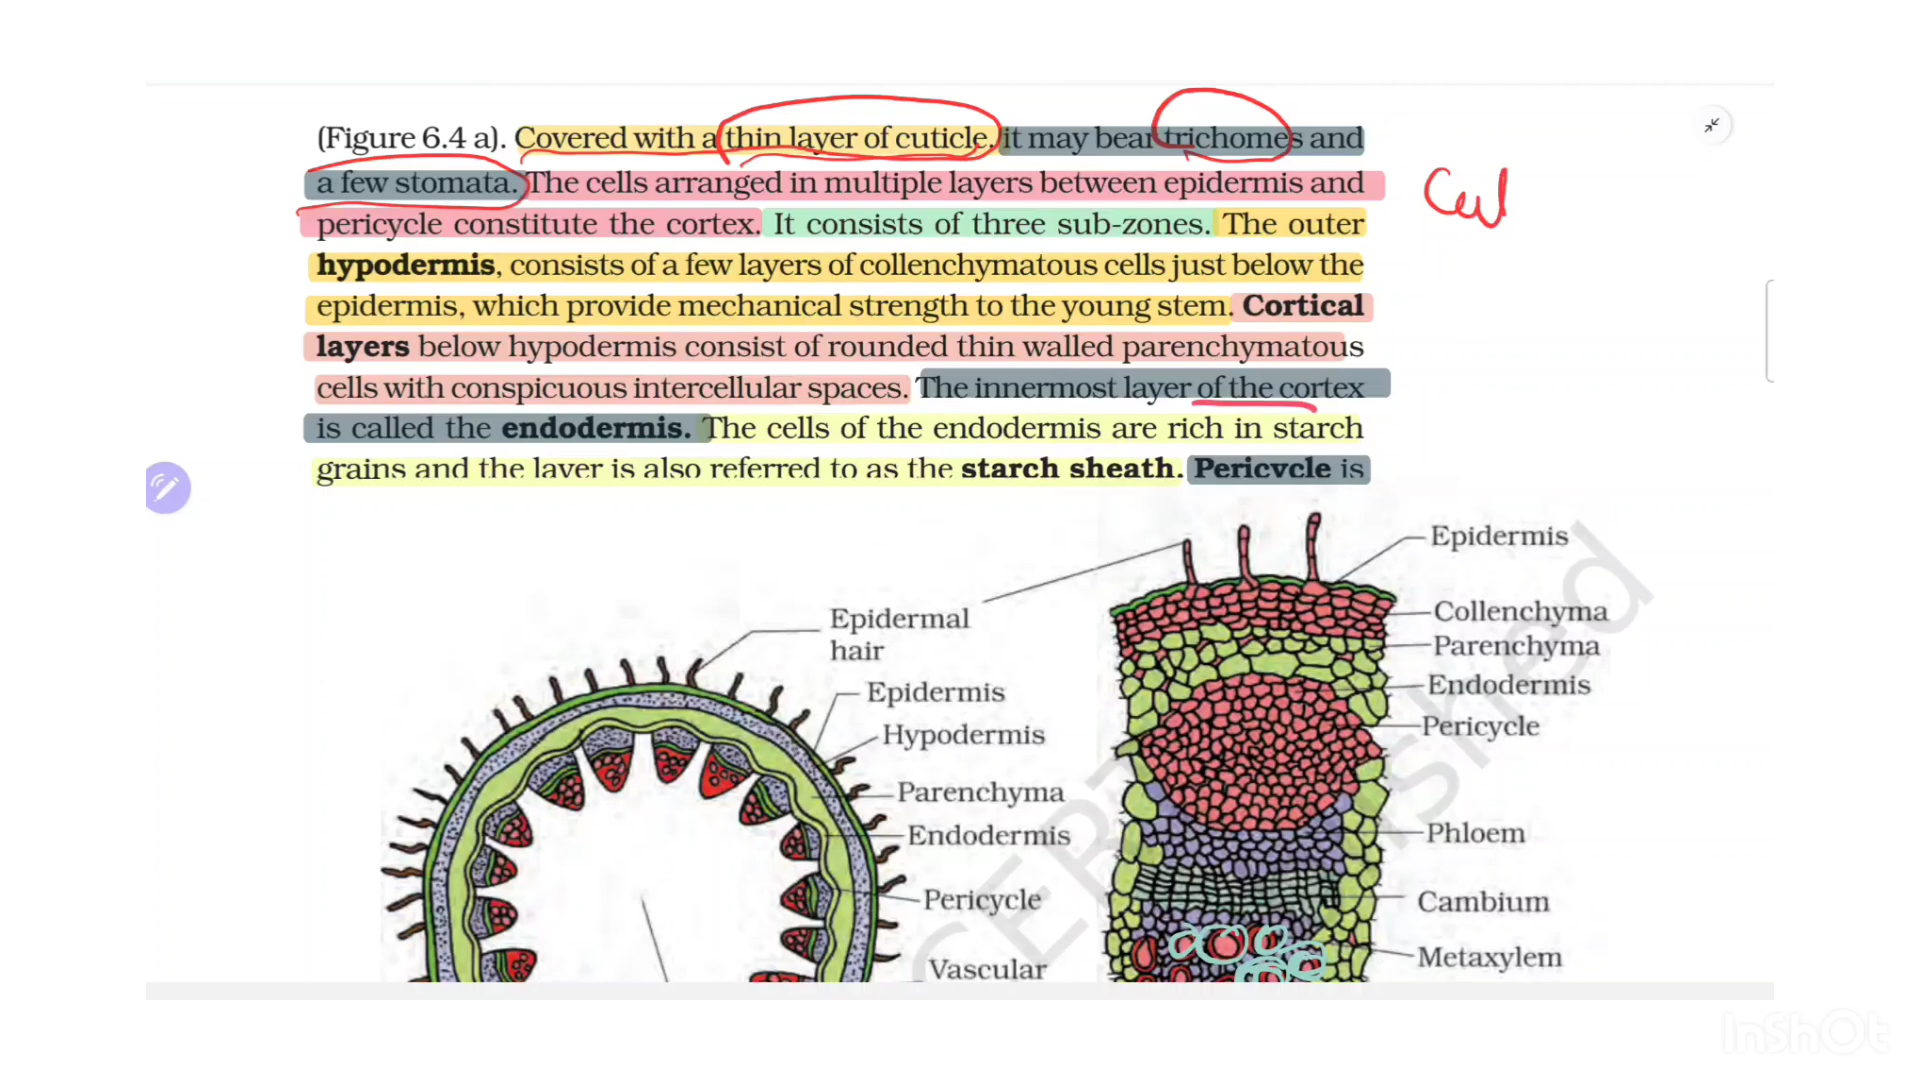 (Figure 6.4 a). Covered with a thin layer of cuticle. it may bear trichomes and
a few stomata. The cells arranged in multiple layers between epidermis and
pericycle constitute the cortex. It consists of three sub-zones. The outer
hypodermis, consists of a few layers of collenchymatous cells just below the
epidermis, which provide mechanical strength to the young stem. Cortical
layers below hypodermis consist of rounded thin walled parenchymatous
cells with conspicuous intercellular spaces. The innermost layer of the cortex
is called the endodermis. The cells of the endodermis are rich in starch
grains and the layer is also referred to as the starch sheath. Pericycle is
Epidermal
hair
Epidermis
Hypodermis
Parenchyma
Endodermis
Pericycle
Vascular
Epidermis
Collenchyma
Parenchyma
Endodermis
Pericycle
Phloem
Cambium
Metaxylem
InShOt